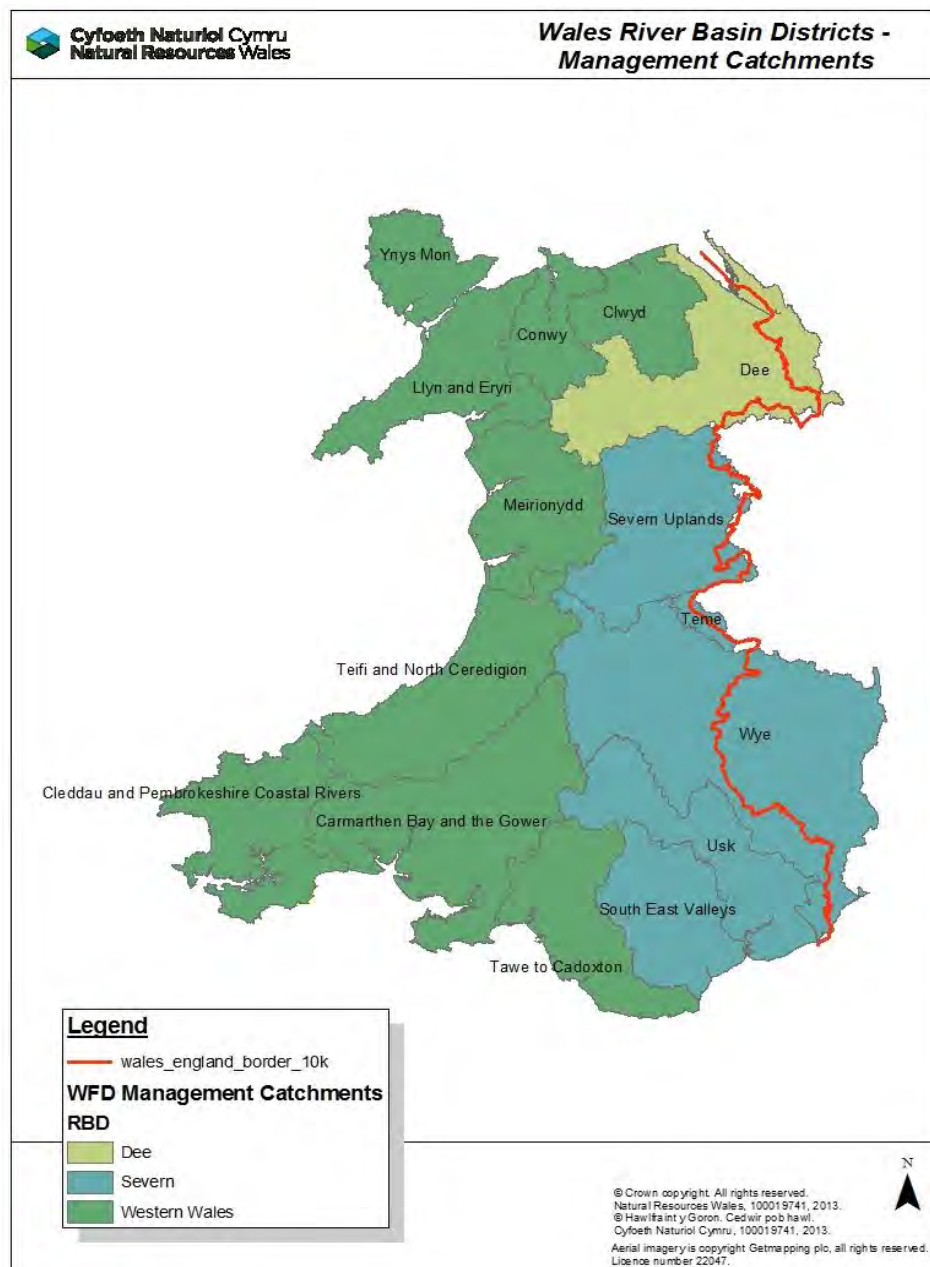 Cyfoeth Naturiol Cymru
Natural Resources Wales
Wales River Basin Districts -
Management Catchments
Ynys Mon
Clwyd
Conwy
Dee
Llyn and Eryri
Meirionydd
Severn Uplands
Teme
Teifi and North Ceredigion
Wye
Cleddau and Pembrokeshire Coastal Rivers
Carmarthen Bay and the Gower
Usk
South East Valleys
Tawe to Cadoxton
Legend
wales_england_border_10k
WFD Management Catchments
RBD
Dee
Severn
Western Wales
N
© Crown copyright. All rights reserved.
Natural Resources Wales, 100019741, 2013.
© Hawlfraint y Goron. Cedwir pob hawl.
Cyfoeth Naturiol Cymru, 100019741, 2013.
Aerial imagery is copyright Getmapping plc, all rights reserved.
Licence number 22047.